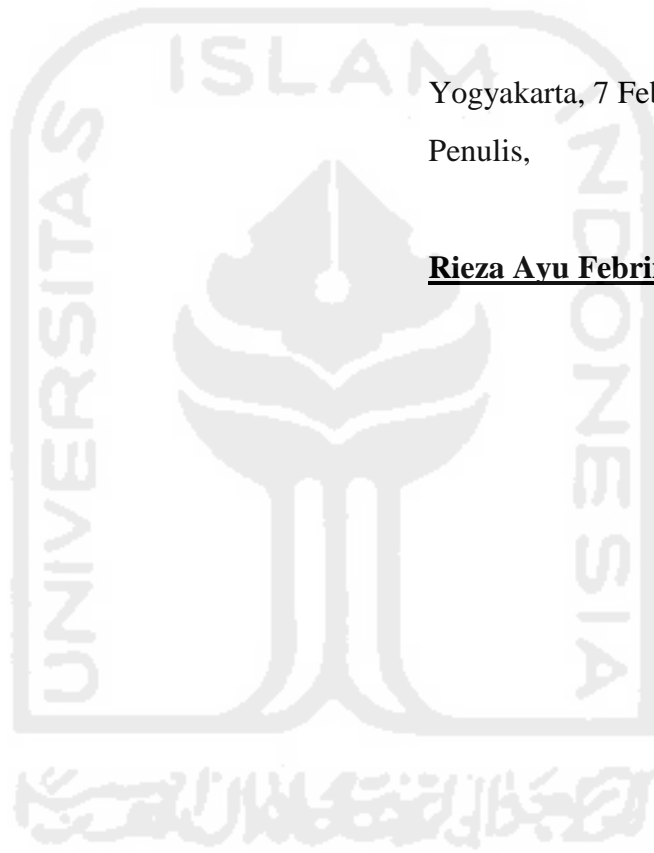 ISLAM
UNIVERSITAS
INDONESIA
Yogyakarta, 7 Feb
Penulis,
Rieza Ayu Febri